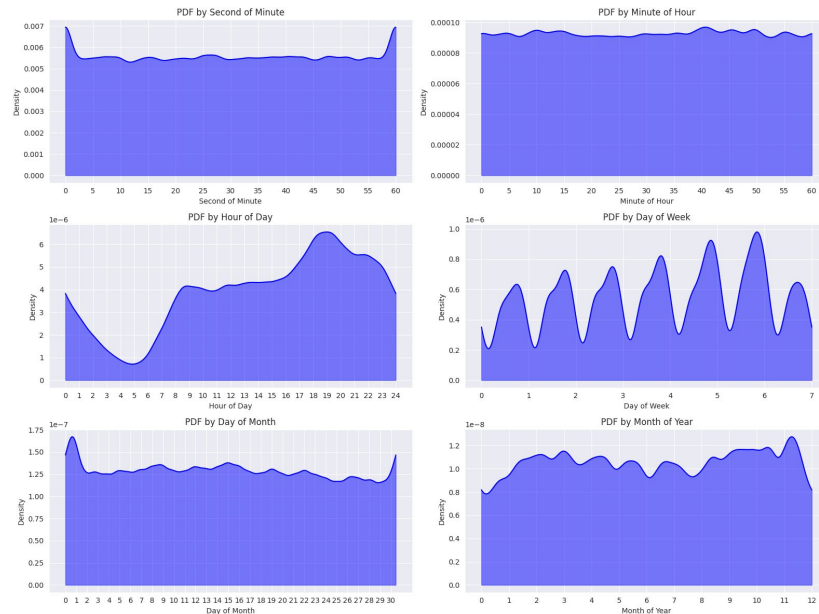 PDF by Second of Minute
0.007
0.006
0.005
0.004
0.003
0.002
0.001
0.000
Density
0 5 10 15 20 25 30 35 40 45 50 55 60
Second of Minute
PDF by Minute of Hour
0.00010
0.00008
0.00006
0.00004
0.00002
0.00000
Density
0 5 10 15 20 25 30 35 40 45 50 55 60
Minute of Hour
1e−6
PDF by Hour of Day
6
5
4
3
2
1
0
Density
0 1 2 3 4 5 6 7 8 9 10 11 12 13 14 15 16 17 18 19 20 21 22 23 24
Hour of Day
1e−6
PDF by Day of Week
1.0
0.8
0.6
0.4
0.2
0.0
Density
0 1 2 3 4 5 6 7
Day of Week
1e−7
PDF by Day of Month
1.75
1.50
1.25
1.00
0.75
0.50
0.25
0.00
Density
0 1 2 3 4 5 6 7 8 9 10 11 12 13 14 15 16 17 18 19 20 21 22 23 24 25 26 27 28 29 30
Day of Month
1e−8
PDF by Month of Year
1.2
1.0
0.8
0.6
0.4
0.2
0.0
Density
0 1 2 3 4 5 6 7 8 9 10 11 12
Month of Year